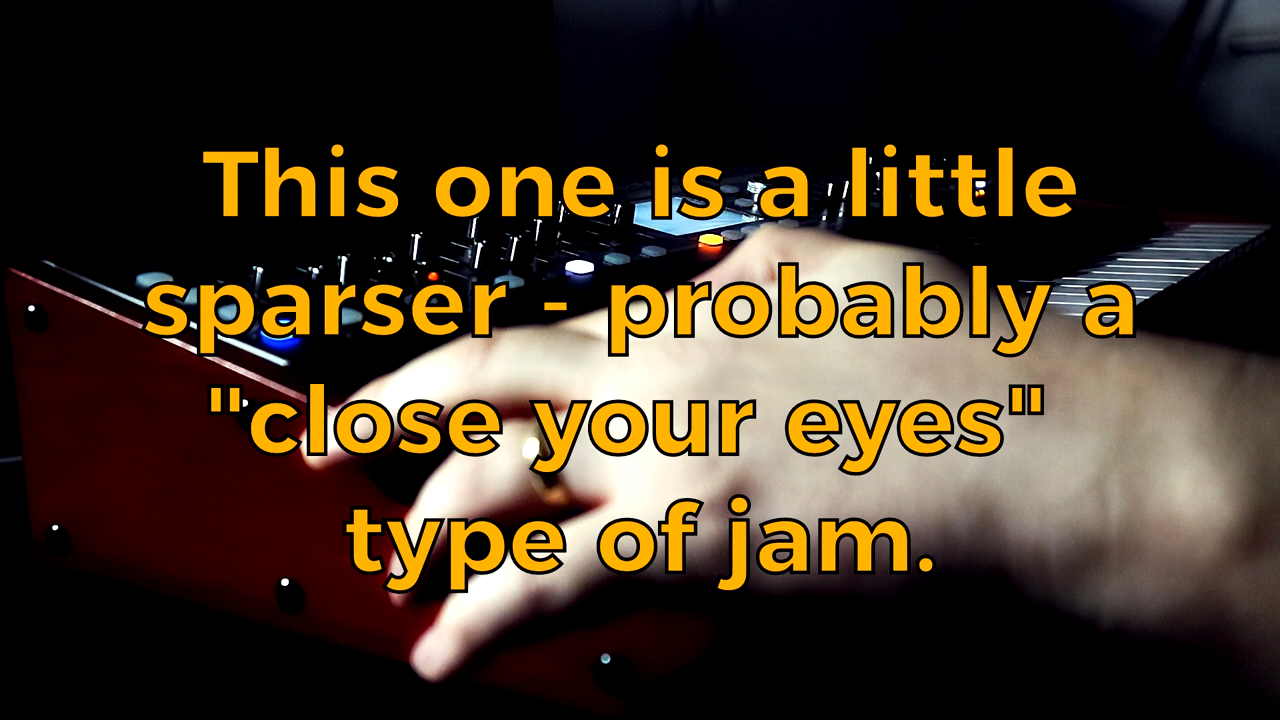 This one is a little
sparser - probably a
"close your eyes"
type of jam.